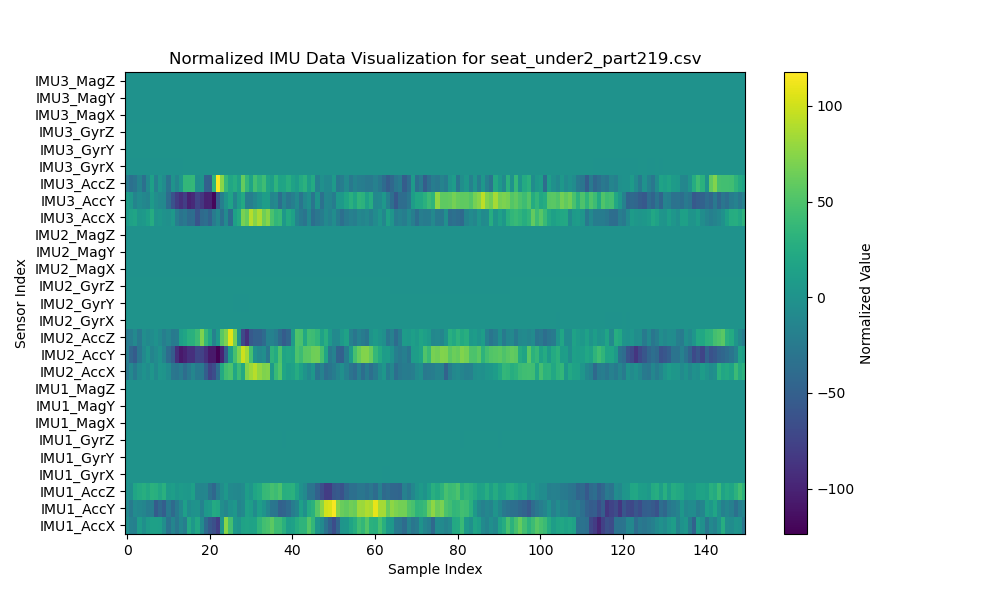 Normalized IMU Data Visualization for seat_under2_part219.csv
IMU3_MagZ
IMU3_MagY
IMU3_MagX
IMU3_GyrZ
IMU3_GyrY
IMU3_GyrX
IMU3_AccZ
IMU3_AccY
IMU3_AccX
IMU2_MagZ
IMU2_MagY
IMU2_MagX
IMU2_GyrZ
IMU2_GyrY
IMU2_GyrX
IMU2_AccZ
IMU2_AccY
IMU2_AccX
IMU1_MagZ
IMU1_MagY
IMU1_MagX
IMU1_GyrZ
IMU1_GyrY
IMU1_GyrX
IMU1_AccZ
IMU1_AccY
IMU1_AccX
Sensor Index
0 20 40 60 80 100 120 140
Sample Index
100
50
0
−50
−100
Normalized Value